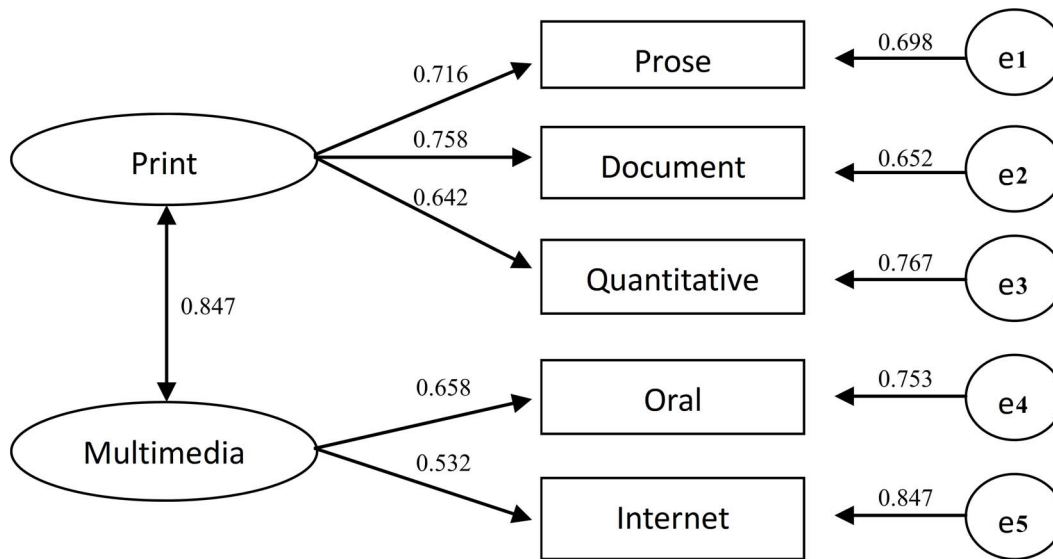 Prose
0.698
e1
0.716
Print
0.758
Document
0.652
e2
0.642
Quantitative
0.767
e3
0.847
Multimedia
0.658
Oral
0.753
e4
0.532
Internet
0.847
e5